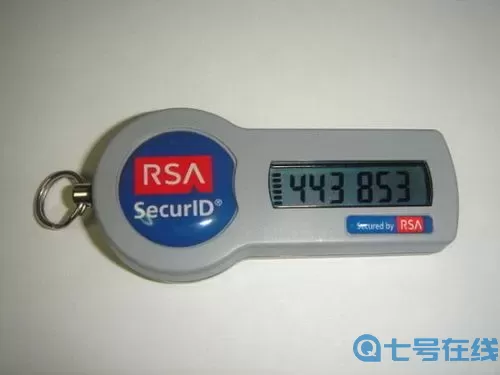 RSA
SecurID®
443 853
Secured by RSA
七号在线